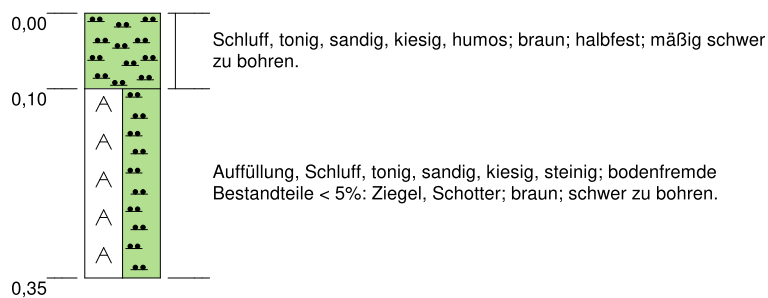 0,00
Schluff, tonig, sandig, kiesig, humos; braun; halbfest; mäßig schwer
zu bohren.
0,10
A
A
A
A
A
Auffüllung, Schluff, tonig, sandig, kiesig, steinig; bodenfremde
Bestandteile < 5%: Ziegel, Schotter; braun; schwer zu bohren.
0,35